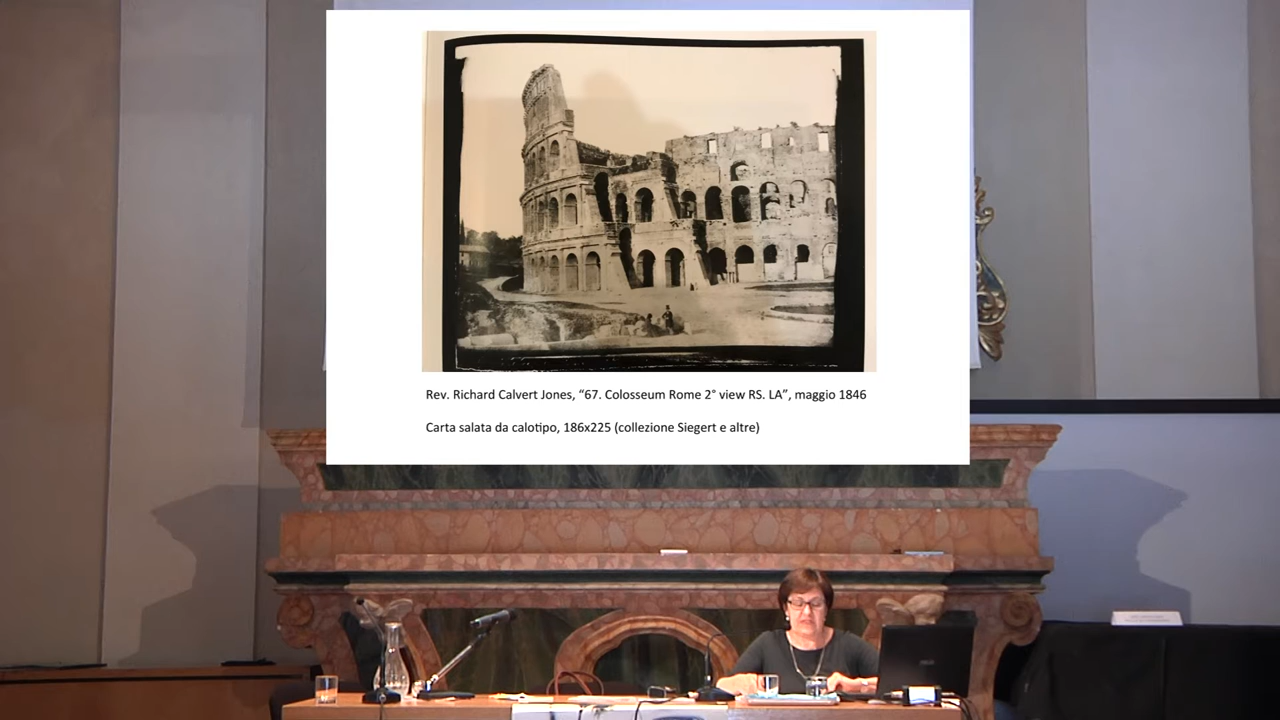 Rev. Richard Calvert Jones, “67. Colosseum Rome 2° view RS. LA”, maggio 1846
Carta salata da calotipo, 186x225 (collezione Siegert e altre)